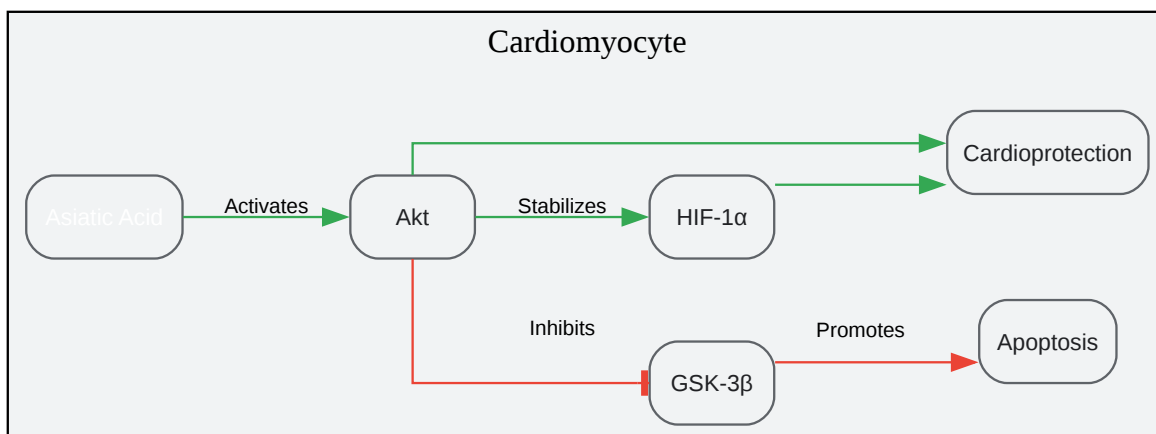 Cardiomyocyte
Cardioprotection
Asiatic Acid
Activates
Akt
Stabilizes
HIF-1α
Inhibits
Promotes
Apoptosis
GSK-3β